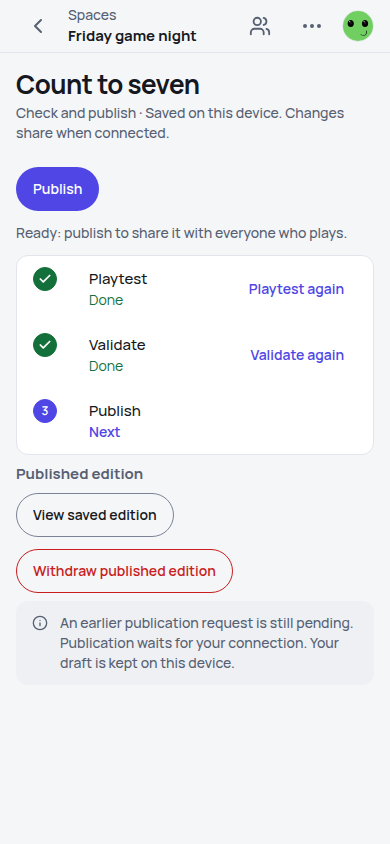 Spaces
Friday game night
Count to seven
Check and publish · Saved on this device. Changes
share when connected.
Publish
Ready: publish to share it with everyone who plays.
Playtest
Done
Playtest again
Validate
Done
Validate again
3
Publish
Next
Published edition
View saved edition
Withdraw published edition
An earlier publication request is still pending.
Publication waits for your connection. Your
draft is kept on this device.